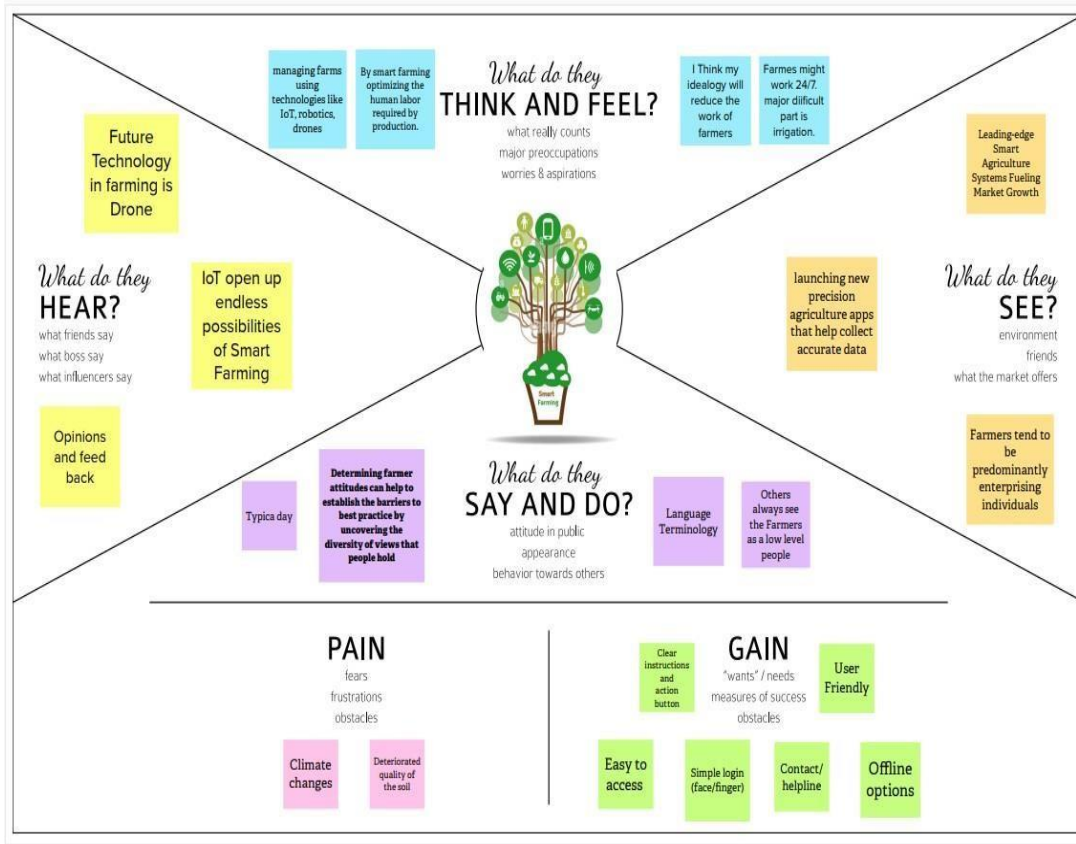 managing farms
using
technologies like
IoT, robotics,
drones
By smart farming
optimizing the
human labor
required by
production.
What do they
THINK AND FEEL?
what really counts
major preoccupations
worries & aspirations
I Think my
idealogy will
reduce the
work of
farmers
Farmes might
work 24/7.
major diificult
part is
irrigation.
Future
Technology
in farming is
Drone
What do they
HEAR?
what friends say
what boss say
what influencers say
IoT open up
endless
possibilities
of Smart
Farming
Opinions
and feed
back
Smart
Farming
Leading-edge
Smart
Agriculture
Systems Fueling
Market Growth
launching new
precision
agriculture apps
that help collect
accurate data
What do they
SEE?
environment
friends
what the market offers
Farmers tend to
be
predominantly
enterprising
individuals
Typica day
Determining farmer
attitudes can help to
establish the barriers to
best practice by
uncovering the
diversity of views that
people hold
What do they
SAY AND DO?
attitude in public
appearance
behavior towards others
Language
Terminology
Others
always see
the Farmers
as a low level
people
PAIN
fears
frustrations
obstacles
Climate
changes
Deteriorated
quality of
the soil
Clear
instructions
and
action
button
GAIN
"wants" / needs
measures of success
obstacles
User
Friendly
Easy to
access
Simple login
(face/finger)
Contact/
helpline
Offline
options